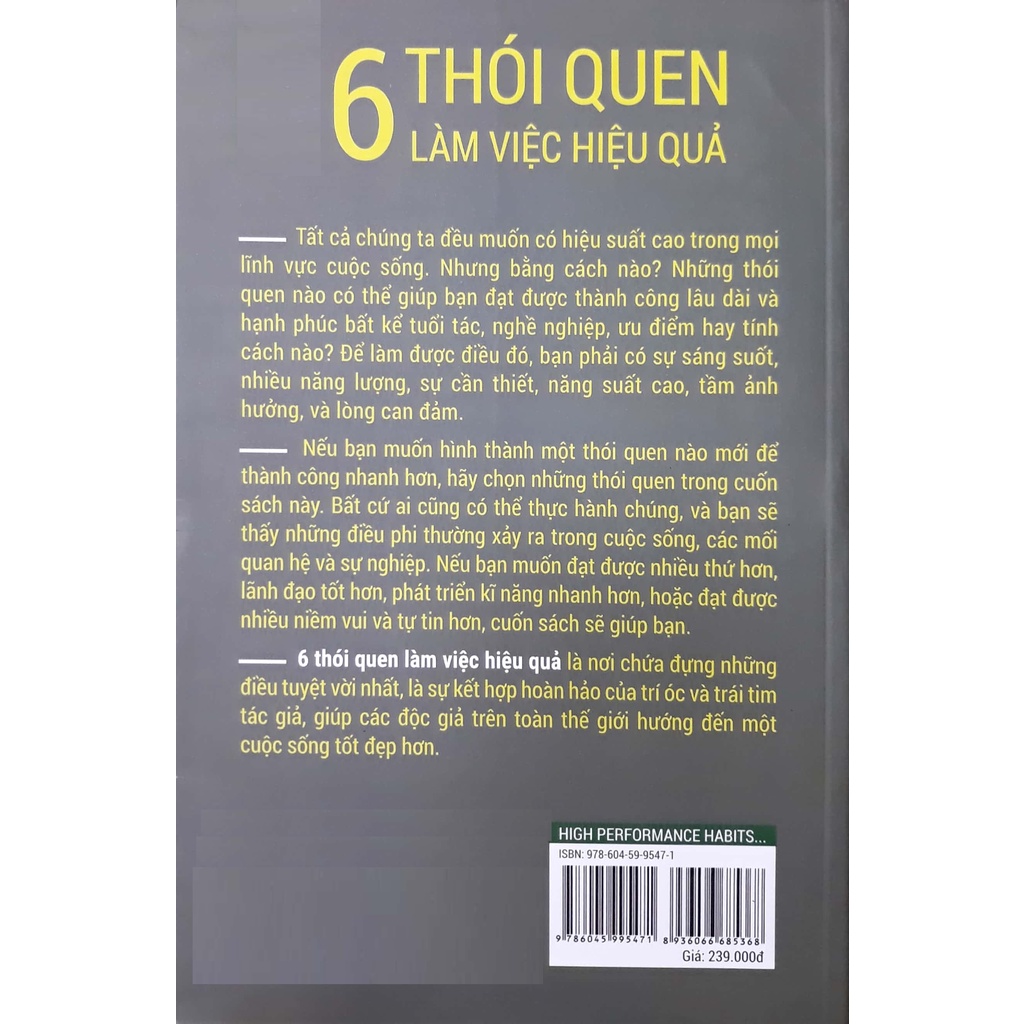 6 THÓI QUEN
LÀM VIỆC HIỆU QUẢ
Tất cả chúng ta đều muốn có hiệu suất cao trong mọi
lĩnh vực cuộc sống. Nhưng bằng cách nào? Những thói
quen nào có thể giúp bạn đạt được thành công lâu dài và
hạnh phúc bất kể tuổi tác, nghề nghiệp, ưu điểm hay tính
cách nào? Để làm được điều đó, bạn phải có sự sáng suốt,
nhiều năng lượng, sự cần thiết, năng suất cao, tầm ảnh
hưởng, và lòng can đảm.
Nếu bạn muốn hình thành một thói quen nào mới để
thành công nhanh hơn, hãy chọn những thói quen trong cuốn
sách này. Bất cứ ai cũng có thể thực hành chúng, và bạn sẽ
thấy những điều phi thường xảy ra trong cuộc sống, các mối
quan hệ và sự nghiệp. Nếu bạn muốn đạt được nhiều thứ hơn,
lãnh đạo tốt hơn, phát triển kĩ năng nhanh hơn, hoặc đạt được
nhiều niềm vui và tự tin hơn, cuốn sách sẽ giúp bạn.
6 thói quen làm việc hiệu quả là nơi chứa đựng những
điều tuyệt vời nhất, là sự kết hợp hoàn hảo của trí óc và trái tim
tác giả, giúp các độc giả trên toàn thế giới hướng đến một
cuộc sống tốt đẹp hơn.
HIGH PERFORMANCE HABITS...
ISBN: 978-604-59-9547-1
9 786045 995471 8 936066 685368
Giá: 239.000đ